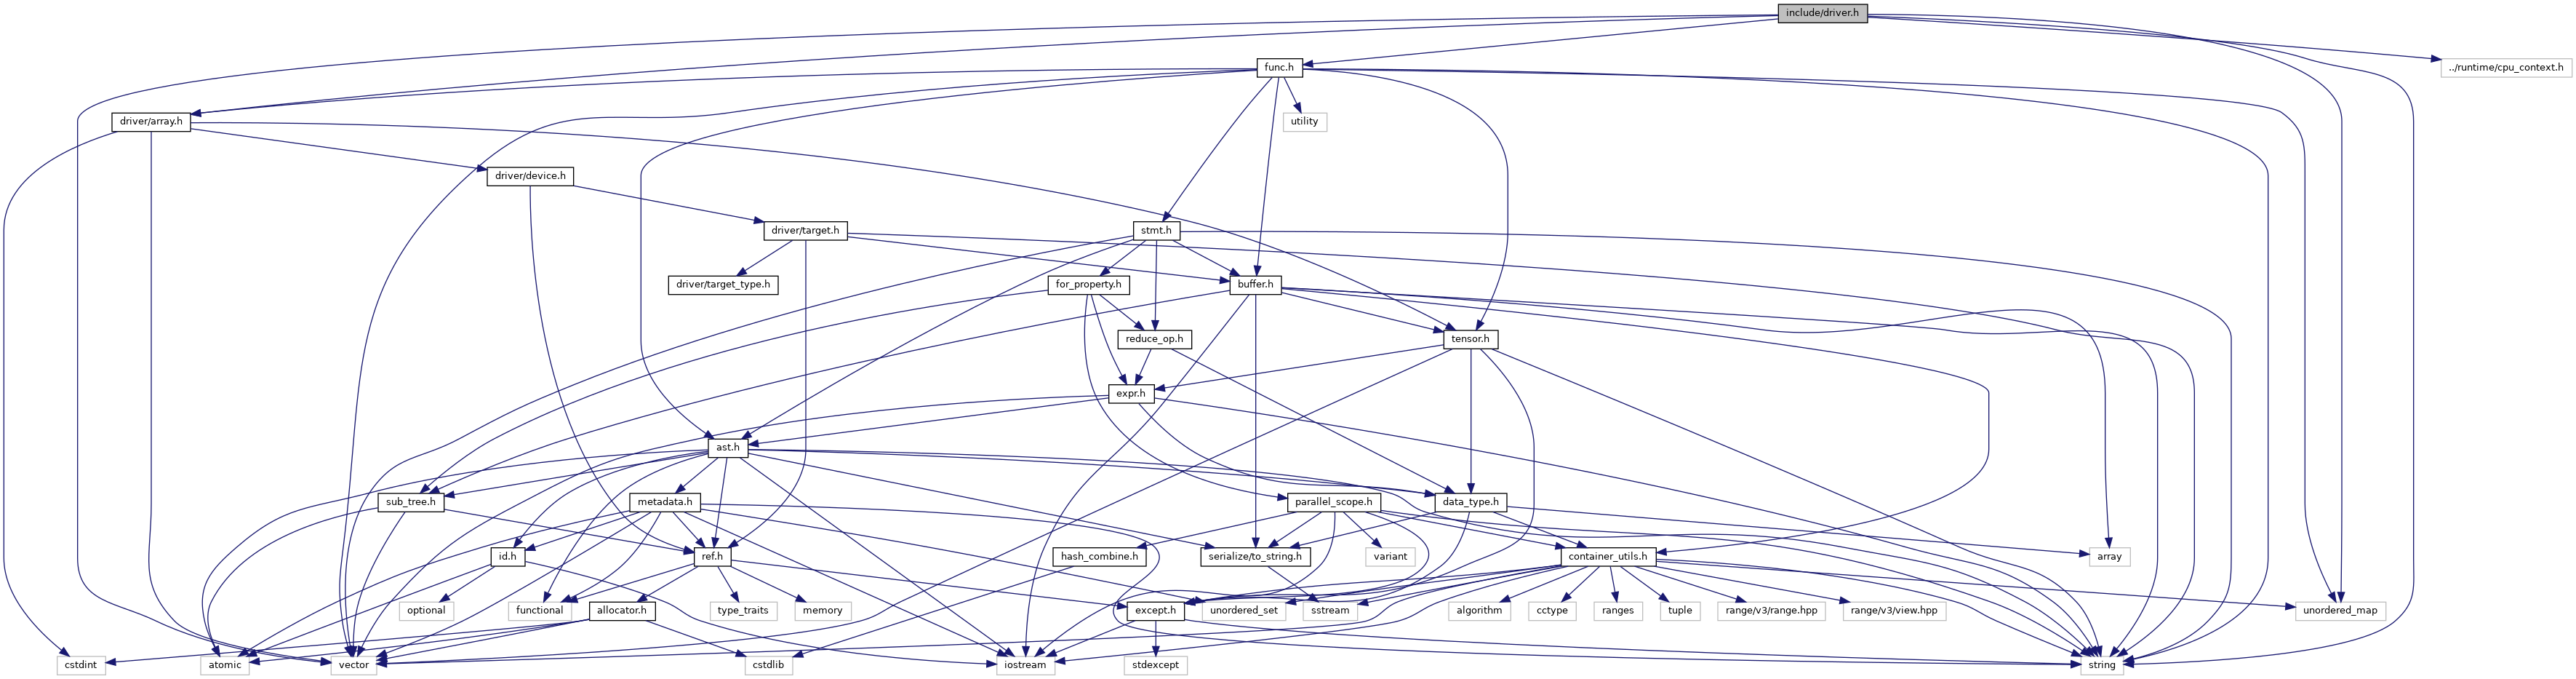 include/driver.h
func.h
../runtime/cpu_context.h
driver/array.h
utility
driver/device.h
driver/target.h
stmt.h
driver/target_type.h
for_property.h
buffer.h
reduce_op.h
tensor.h
expr.h
ast.h
sub_tree.h
metadata.h
parallel_scope.h
data_type.h
id.h
ref.h
hash_combine.h
serialize/to_string.h
variant
container_utils.h
array
optional
functional
allocator.h
type_traits
memory
except.h
unordered_set
sstream
algorithm
cctype
ranges
tuple
range/v3/range.hpp
range/v3/view.hpp
unordered_map
cstdint
atomic
vector
cstdlib
iostream
stdexcept
string